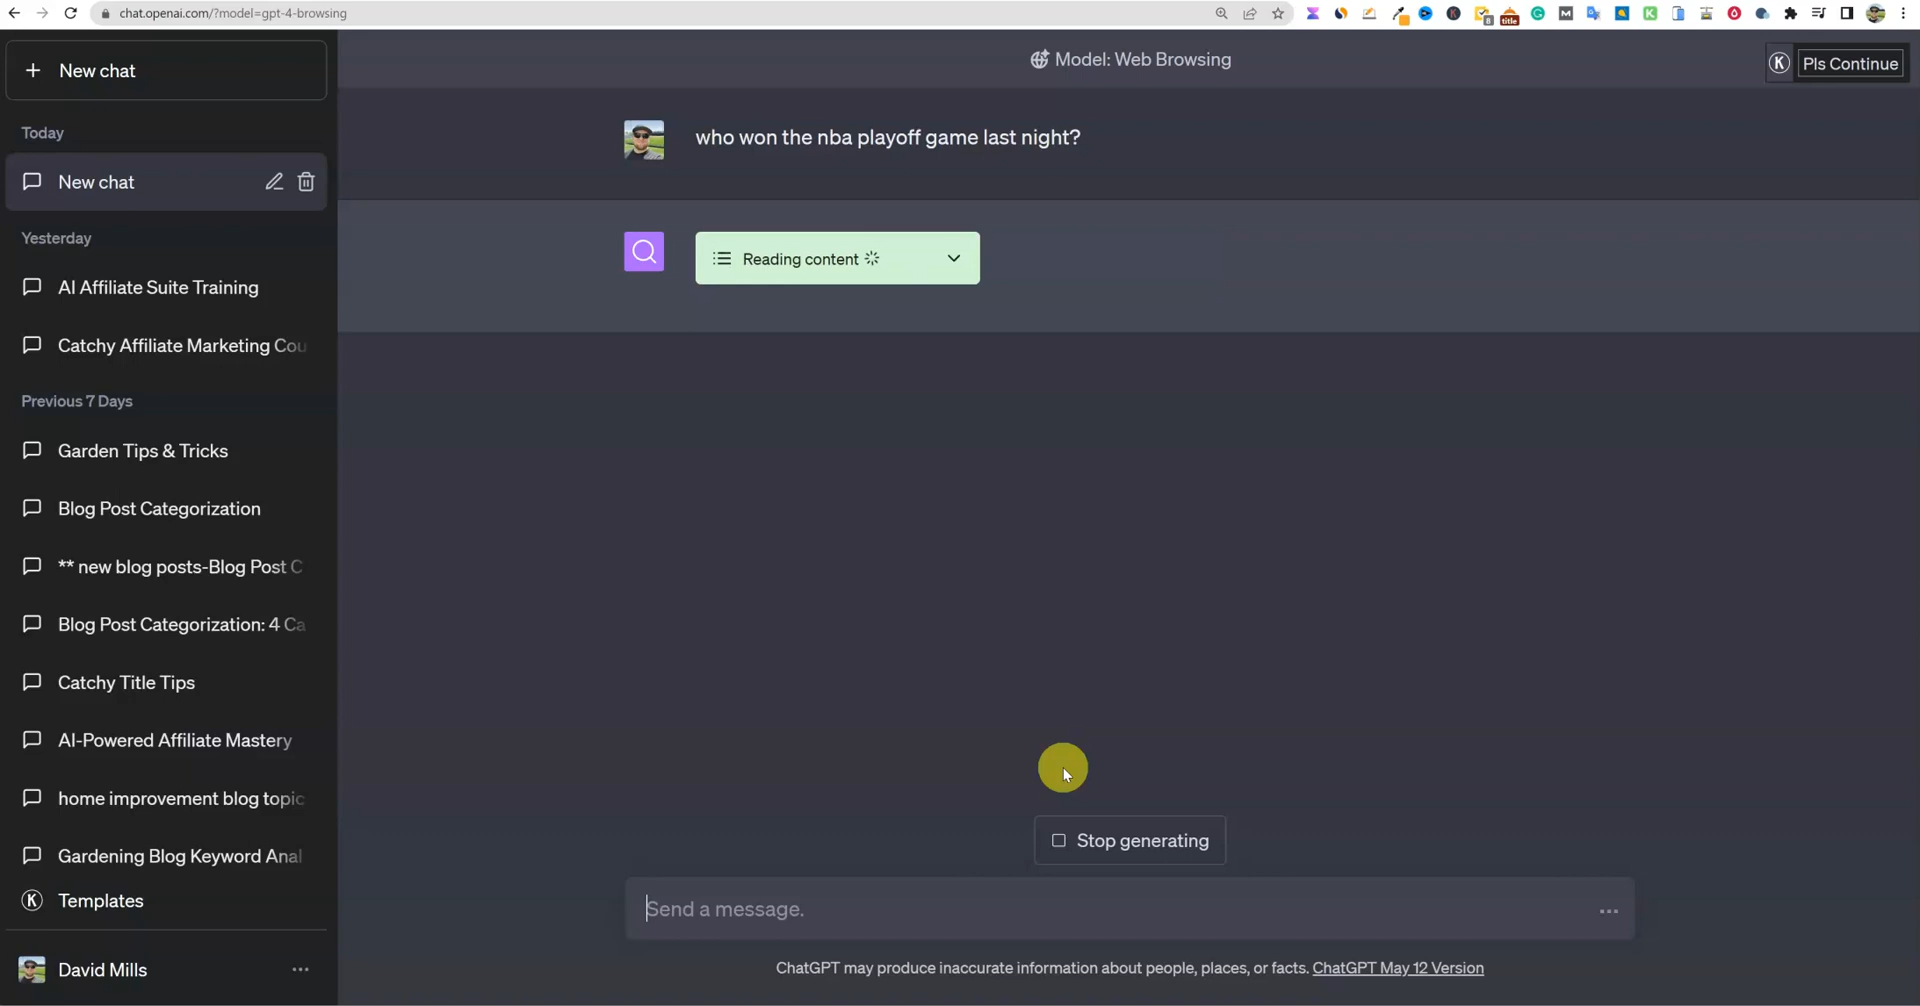 chat.openai.com/?model=gpt-4-browsing
8
title
M
K
New chat
Model: Web Browsing
K
Pls Continue
Today
New chat
who won the nba playoff game last night?
Yesterday
Reading content
AI Affiliate Suite Training
Catchy Affiliate Marketing Cou
Previous 7 Days
Garden Tips & Tricks
Blog Post Categorization
** new blog posts-Blog Post C
Blog Post Categorization: 4 Ca
Catchy Title Tips
AI-Powered Affiliate Mastery
home improvement blog topic
Gardening Blog Keyword Anal
Stop generating
K Templates
Send a message.
David Mills
ChatGPT may produce inaccurate information about people, places, or facts. ChatGPT May 12 Version